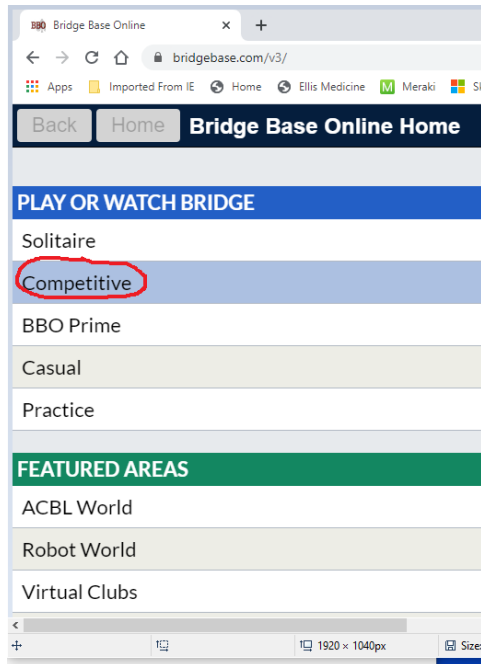 BBO Bridge Base Online × +
bridgebase.com/v3/
Apps Imported From IE Home Ellis Medicine M Meraki
Back Home Bridge Base Online Home
PLAY OR WATCH BRIDGE
Solitaire
Competitive
BBO Prime
Casual
Practice
FEATURED AREAS
ACBL World
Robot World
Virtual Clubs
1920 × 1040px Size